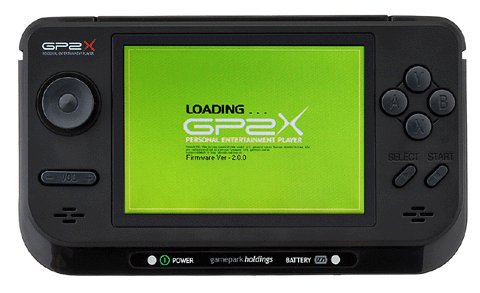 GP2X
PERSONAL ENTERTAINMENT PLAYER
LOADING . . .
GP2X
PERSONAL ENTERTAINMENT PLAYER
Firmware Ver - 2.0.0
Y
A
B
X
SELECT START
- VOL +
POWER
gamepark holdings
BATTERY